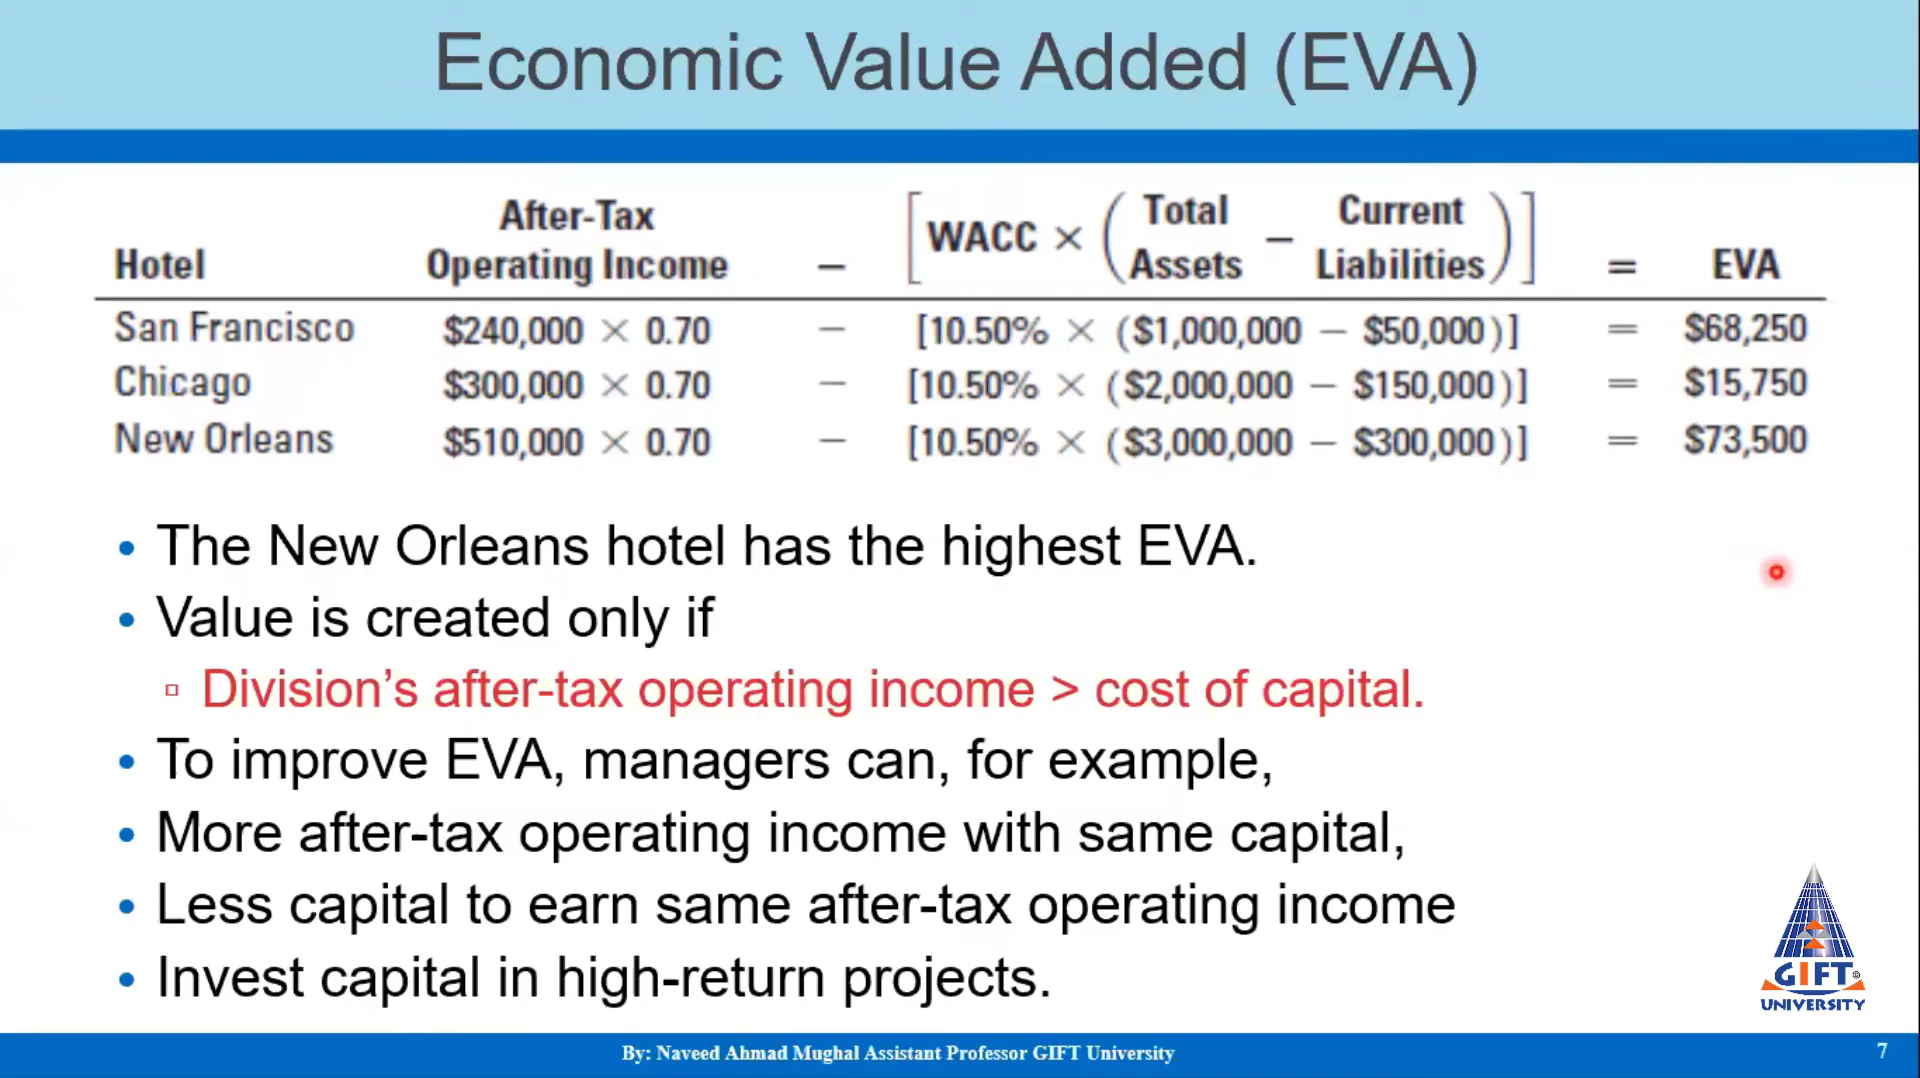 Economic Value Added (EVA)
Hotel After-Tax Operating Income − [WACC × (Total Assets − Current Liabilities)] = EVA
San Francisco $240,000 × 0.70 − [10.50% × ($1,000,000 − $50,000)] = $68,250
Chicago $300,000 × 0.70 − [10.50% × ($2,000,000 − $150,000)] = $15,750
New Orleans $510,000 × 0.70 − [10.50% × ($3,000,000 − $300,000)] = $73,500
• The New Orleans hotel has the highest EVA.
• Value is created only if
▫ Division’s after-tax operating income > cost of capital.
• To improve EVA, managers can, for example,
• More after-tax operating income with same capital,
• Less capital to earn same after-tax operating income
• Invest capital in high-return projects.
GIFT®
UNIVERSITY
By: Naveed Ahmad Mughal Assistant Professor GIFT University
7